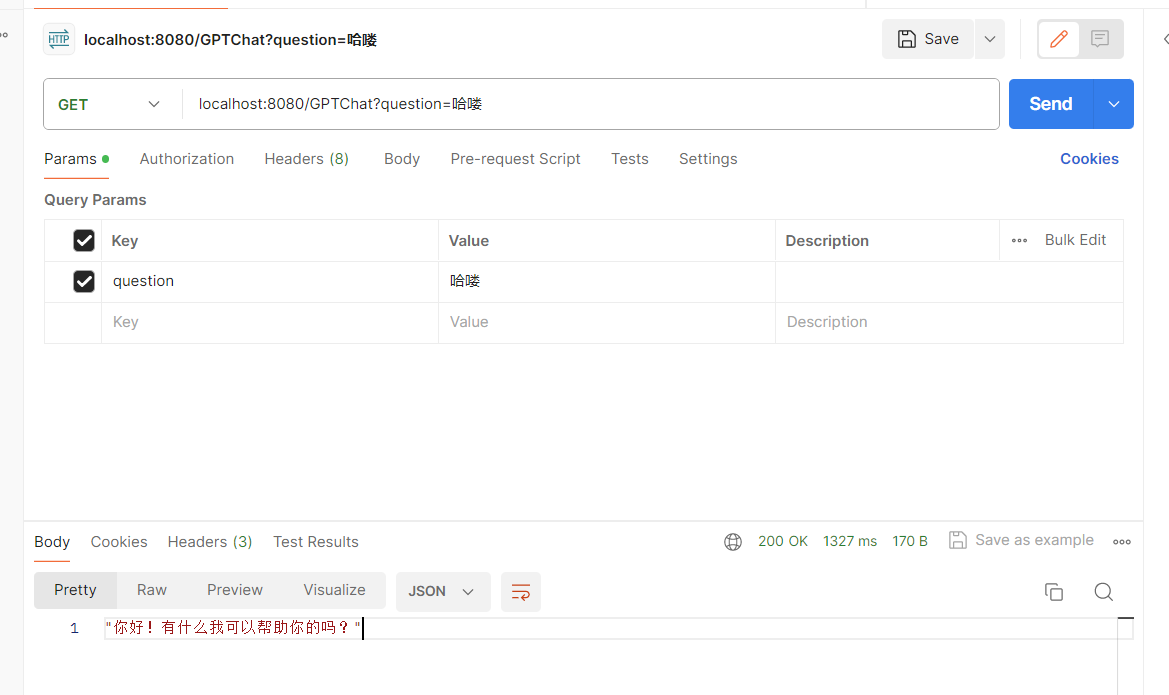 HTTP localhost:8080/GPTChat?question=哈喽 Save
GET localhost:8080/GPTChat?question=哈喽 Send
Params Authorization Headers (8) Body Pre-request Script Tests Settings Cookies
Query Params
Key Value Description Bulk Edit
question 哈喽
Key Value Description
Body Cookies Headers (3) Test Results 200 OK 1327 ms 170 B Save as example
Pretty Raw Preview Visualize JSON
1 "你好！有什么我可以帮助你的吗？"